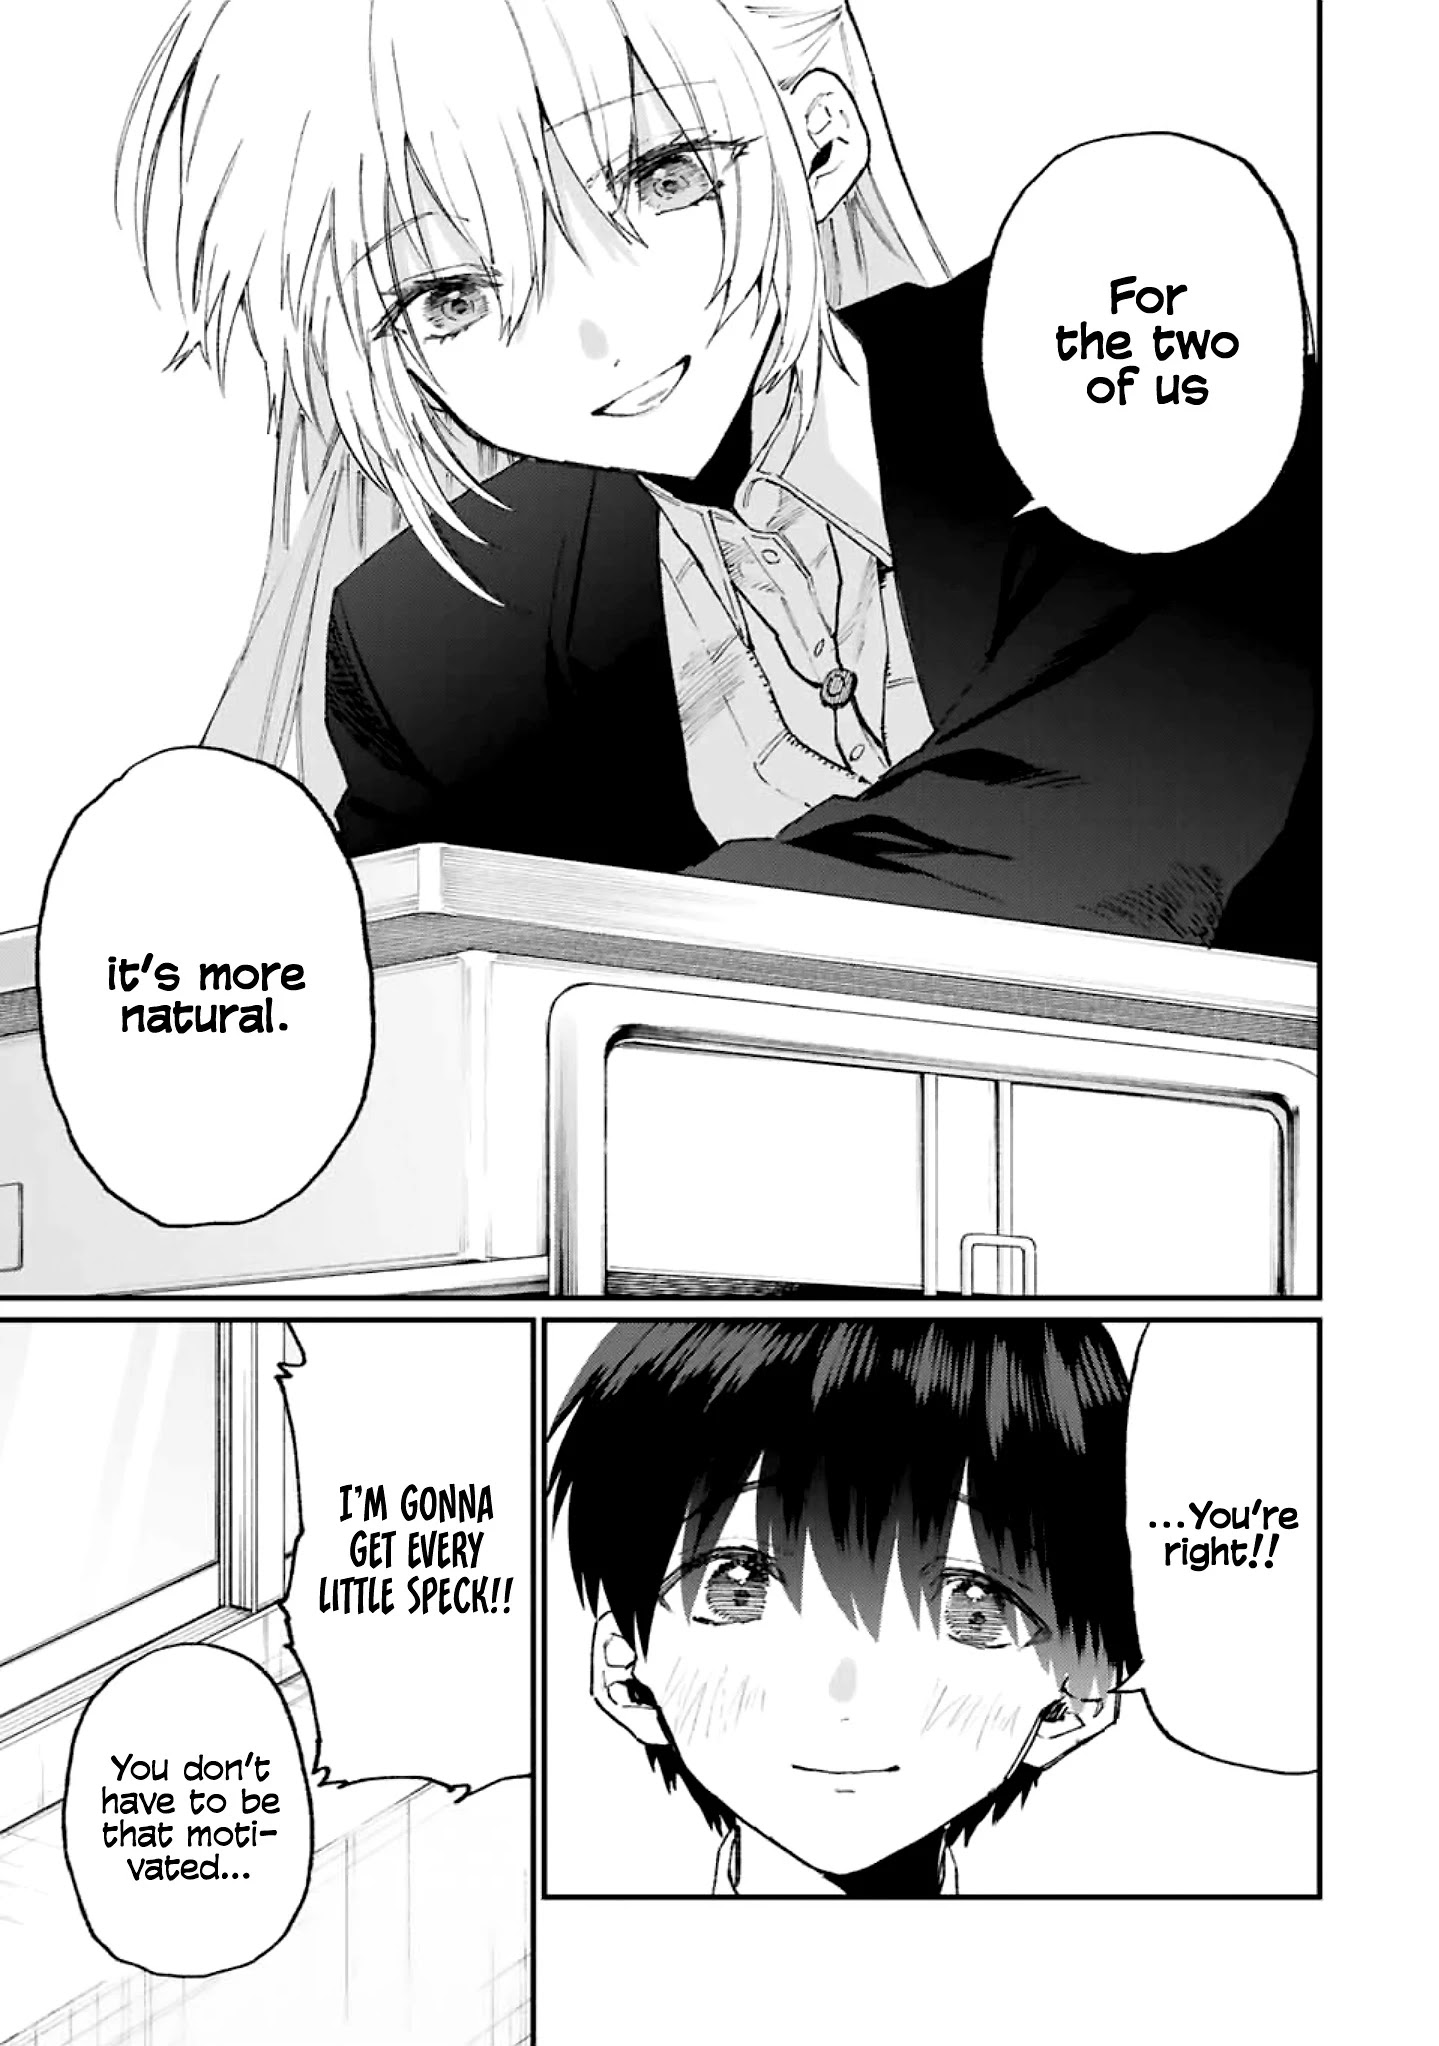 For
the two
of us
it's more
natural.
...You're
right!!
I'M GONNA
GET EVERY
LITTLE SPECK!!
You don't
have to be
that moti-
vated...